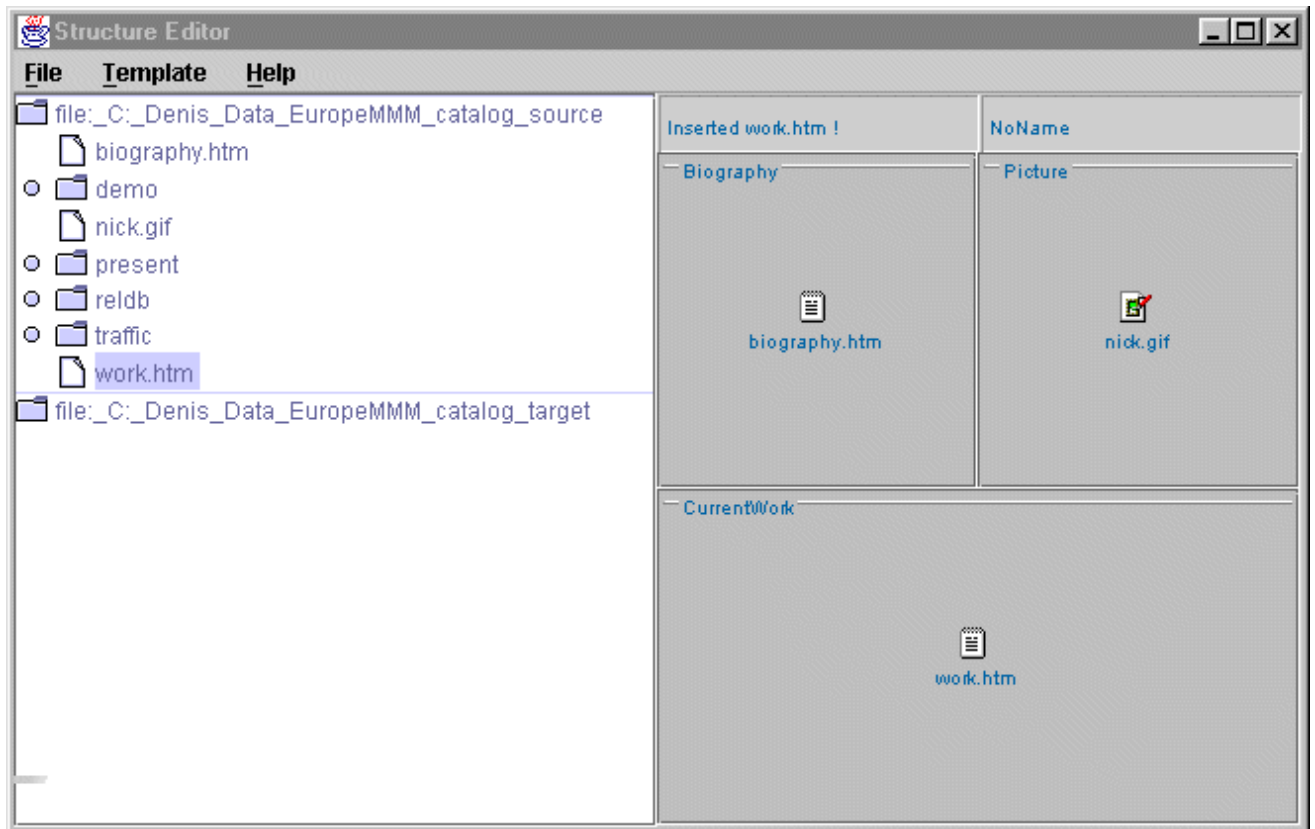 Structure Editor
File Template Help
file:_C:_Denis_Data_EuropeMMM_catalog_source
biography.htm
demo
nick.gif
present
reldb
traffic
work.htm
file:_C:_Denis_Data_EuropeMMM_catalog_target
Inserted work.htm !
NoName
Biography
biography.htm
Picture
nick.gif
CurrentWork
work.htm